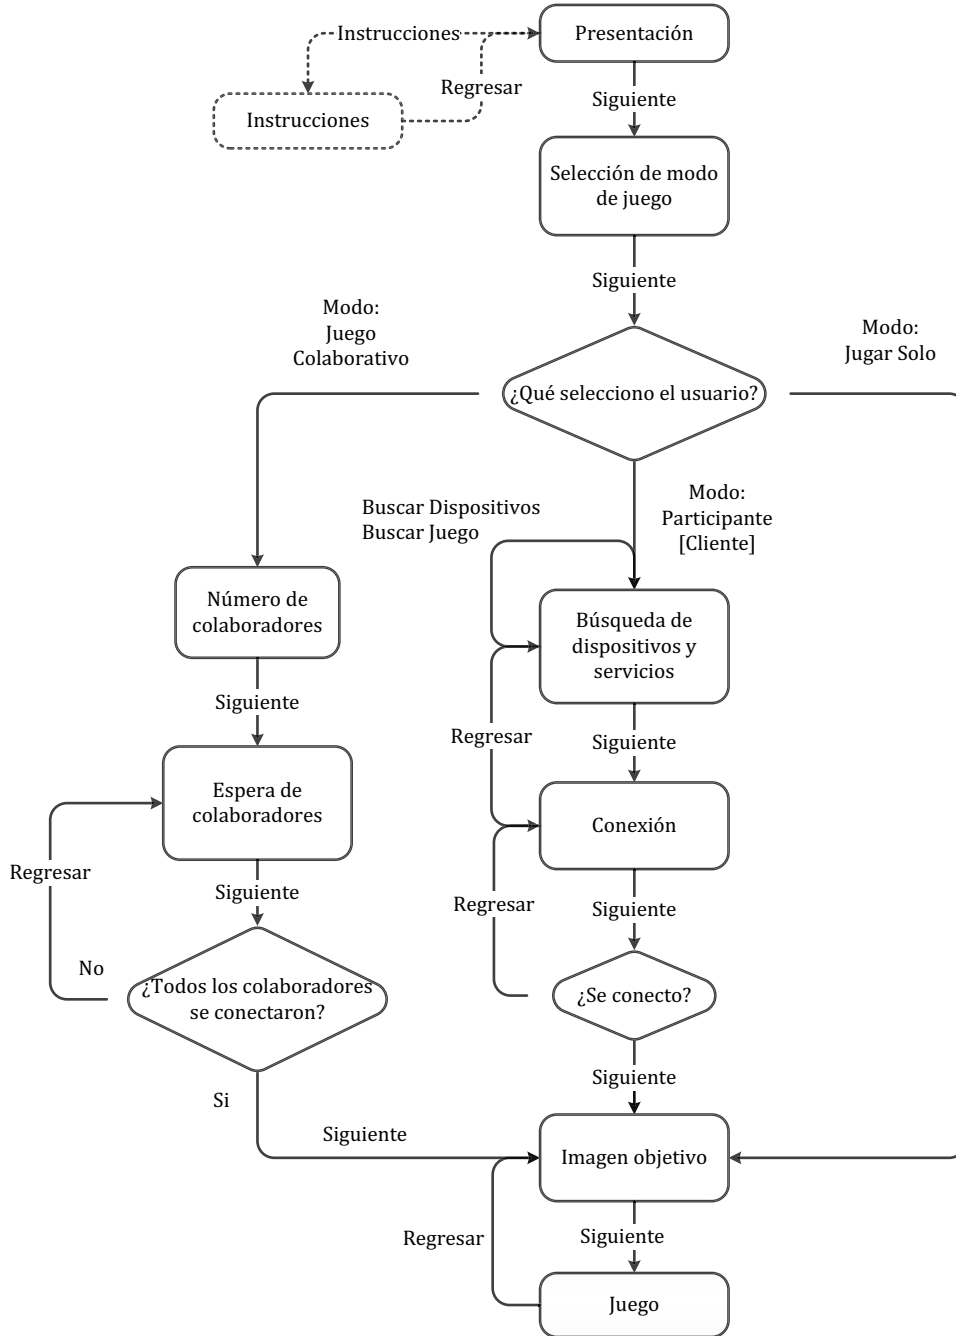 Instrucciones
Presentación
Regresar
Instrucciones
Siguiente
Selección de modo
de juego
Siguiente
Modo:
Juego
Colaborativo
Modo:
Jugar Solo
¿Qué selecciono el usuario?
Buscar Dispositivos
Buscar Juego
Modo:
Participante
[Cliente]
Número de
colaboradores
Búsqueda de
dispositivos y
servicios
Siguiente
Regresar
Siguiente
Espera de
colaboradores
Conexión
Regresar
Siguiente
Regresar
Siguiente
No
¿Todos los colaboradores
se conectaron?
¿Se conecto?
Siguiente
Si
Siguiente
Imagen objetivo
Regresar
Siguiente
Juego